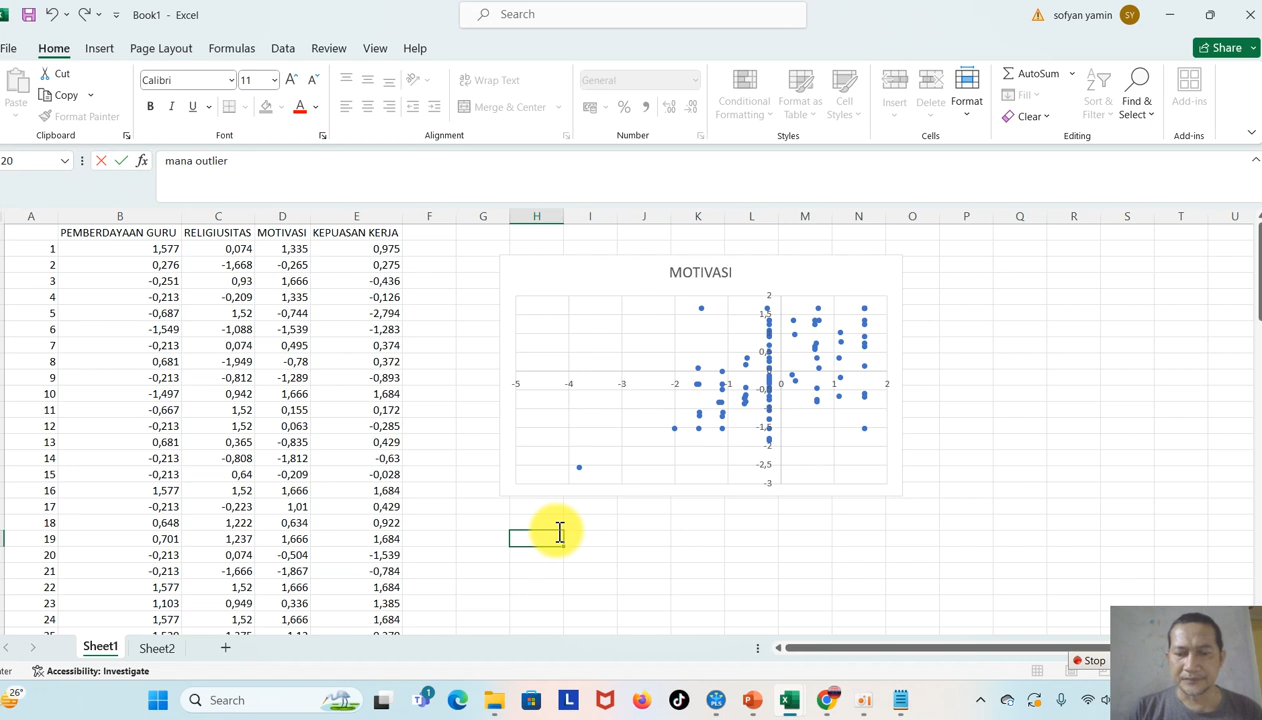 Book1 - Excel
Search
sofyan yamin
SY
File Home Insert Page Layout Formulas Data Review View Help
Share
Paste
Cut
Copy
Format Painter
Clipboard
Calibri 11
B I U
Font
Wrap Text
Merge & Center
Alignment
General
Number
Conditional Formatting
Format as Table
Cell Styles
Styles
Insert
Delete
Format
Cells
AutoSum
Fill
Clear
Sort & Filter
Find & Select
Editing
Add-ins
Add-ins
20
fx
mana outlier
A B C D E F G H I J K L M N O P Q R S T U
PEMBERDAYAAN GURU RELIGIUSITAS MOTIVASI KEPUASAN KERJA
1 1,577 0,074 1,335 0,975
2 0,276 -1,668 -0,265 0,275
3 -0,251 0,93 1,666 -0,436
4 -0,213 -0,209 1,335 -0,126
5 -0,687 1,52 -0,744 -2,794
6 -1,549 -1,088 -1,539 -1,283
7 -0,213 0,074 0,495 0,374
8 0,681 -1,949 -0,78 0,372
9 -0,213 -0,812 -1,289 -0,893
10 -1,497 0,942 1,666 1,684
11 -0,667 1,52 0,155 0,172
12 -0,213 1,52 0,063 -0,285
13 0,681 0,365 -0,835 0,429
14 -0,213 -0,808 -1,812 -0,63
15 -0,213 0,64 -0,209 -0,028
16 1,577 1,52 1,666 1,684
17 -0,213 -0,223 1,01 0,429
18 0,648 1,222 0,634 0,922
19 0,701 1,237 1,666 1,684
20 -0,213 0,074 -0,504 -1,539
21 -0,213 -1,666 -1,867 -0,784
22 1,577 1,52 1,666 1,684
23 1,103 0,949 0,336 1,385
24 1,577 1,52 1,666 1,684
MOTIVASI
2
1,5
-5 -4 -3 -2 -1 0 1 2
-1,5
-2
-2,5
-3
Sheet1 Sheet2
Accessibility: Investigate
Stop
26°
Search
1
L
PLS